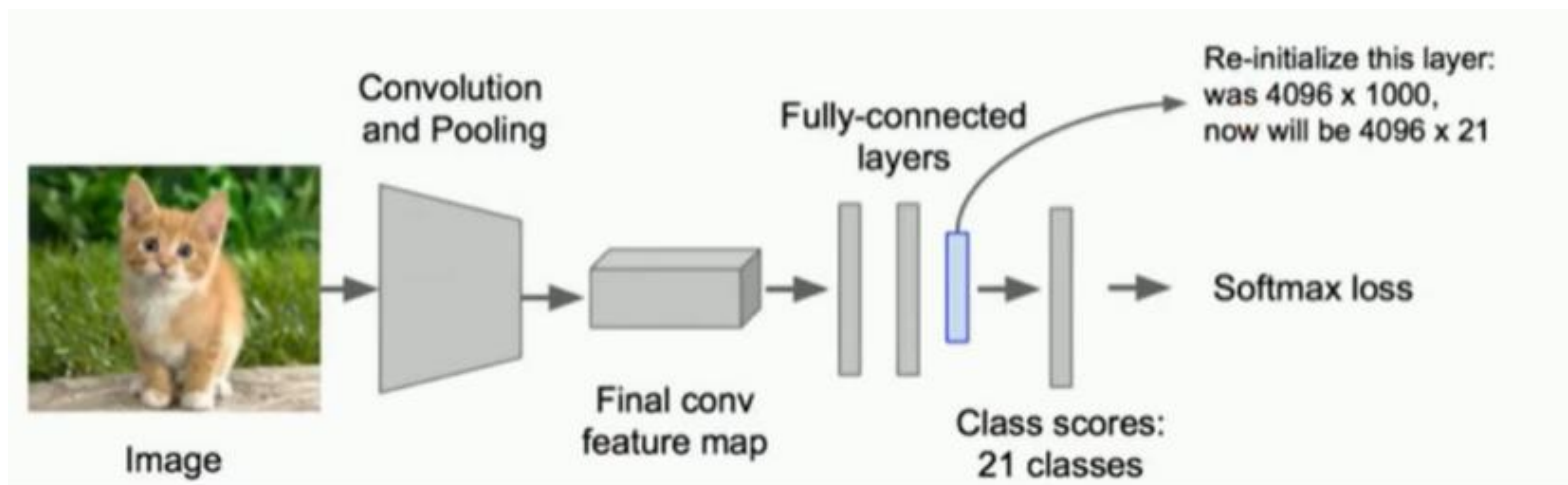 Convolution
and Pooling
Fully-connected
layers
Re-initialize this layer:
was 4096 x 1000,
now will be 4096 x 21
Image
Final conv
feature map
Class scores:
21 classes
Softmax loss